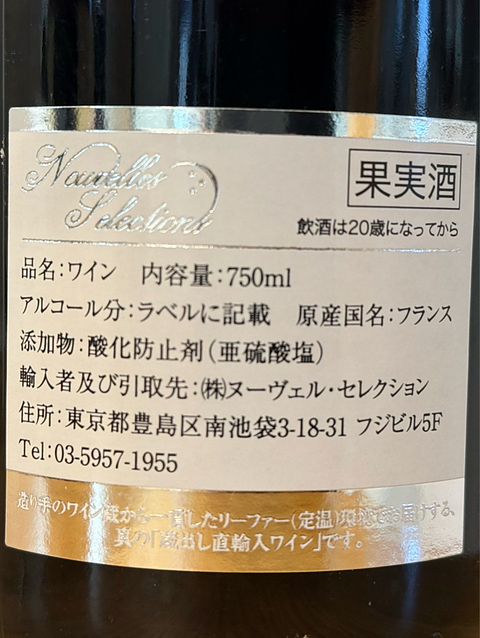 Nouvelles
Selections
果実酒
飲酒は20歳になってから
品名:ワイン 内容量:750ml
アルコール分:ラベルに記載 原産国名:フランス
添加物:酸化防止剤(亜硫酸塩)
輸入者及び引取先:㈱ヌーヴェル・セレクション
住所:東京都豊島区南池袋3-18-31 フジビル5F
Tel:03-5957-1955
造り手のワイン蔵から一貫したリーファー(定温)環境でお届けする、
真の「蔵出し直輸入ワイン」です。